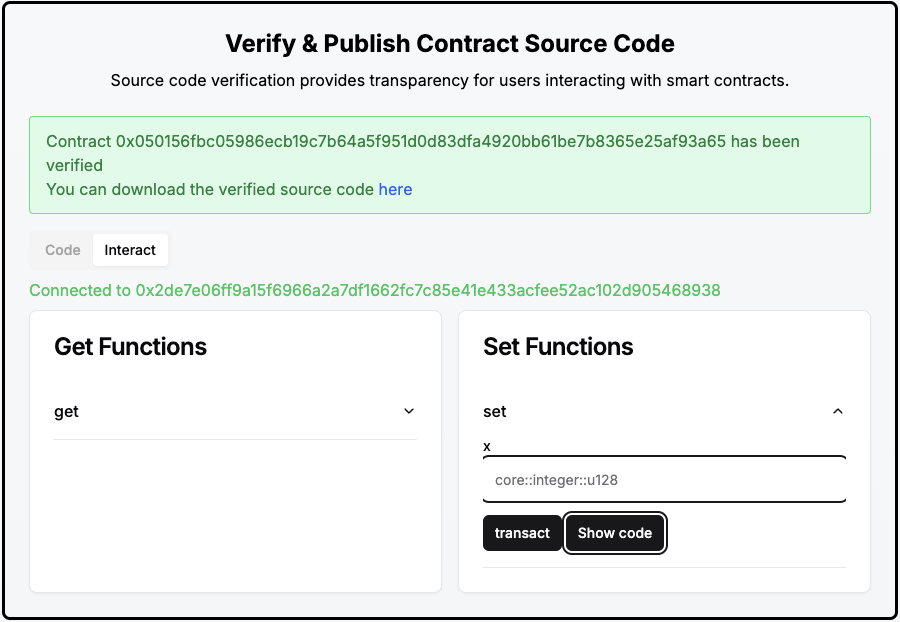 Verify & Publish Contract Source Code
Source code verification provides transparency for users interacting with smart contracts.
Contract 0x050156fbc05986ecb19c7b64a5f951d0d83dfa4920bb61be7b8365e25af93a65 has been
verified
You can download the verified source code here
Code Interact
Connected to 0x2de7e06ff9a15f6966a2a7df1662fc7c85e41e433acfee52ac102d905468938
Get Functions
get
Set Functions
set
x
core::integer::u128
transact Show code